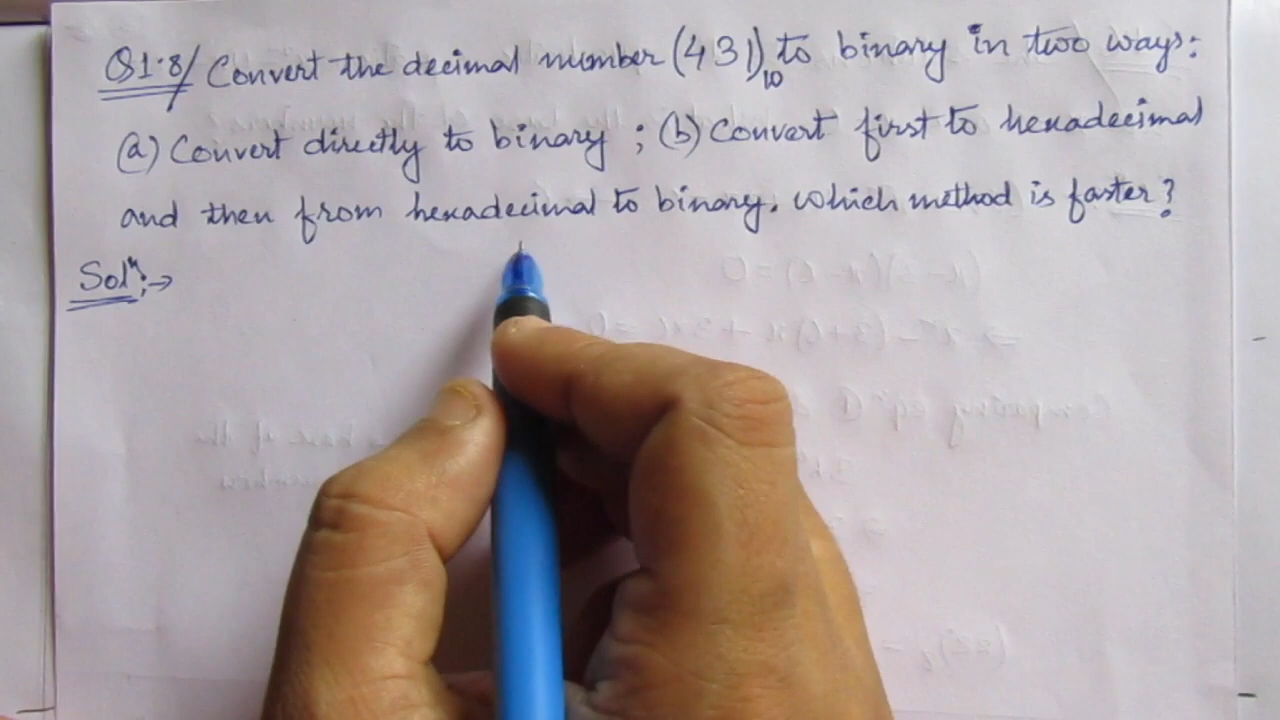 Q1.8/ Convert the decimal number (431)₁₀ to binary in two ways:
(a) Convert directly to binary ; (b) Convert first to hexadecimal
and then from hexadecimal to binary. Which method is faster?
Solⁿ:→